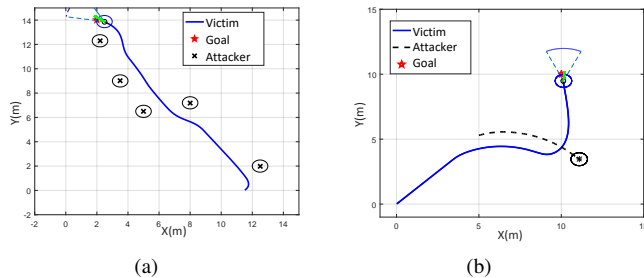 14
12
10
8
6
4
2
0
Y(m)
Victim
Goal
Attacker
-2 0 2 4 6 8 10 12 14
X(m)
(a)
15
10
5
0
Y(m)
Victim
Attacker
Goal
0 5 10 15
X(m)
(b)